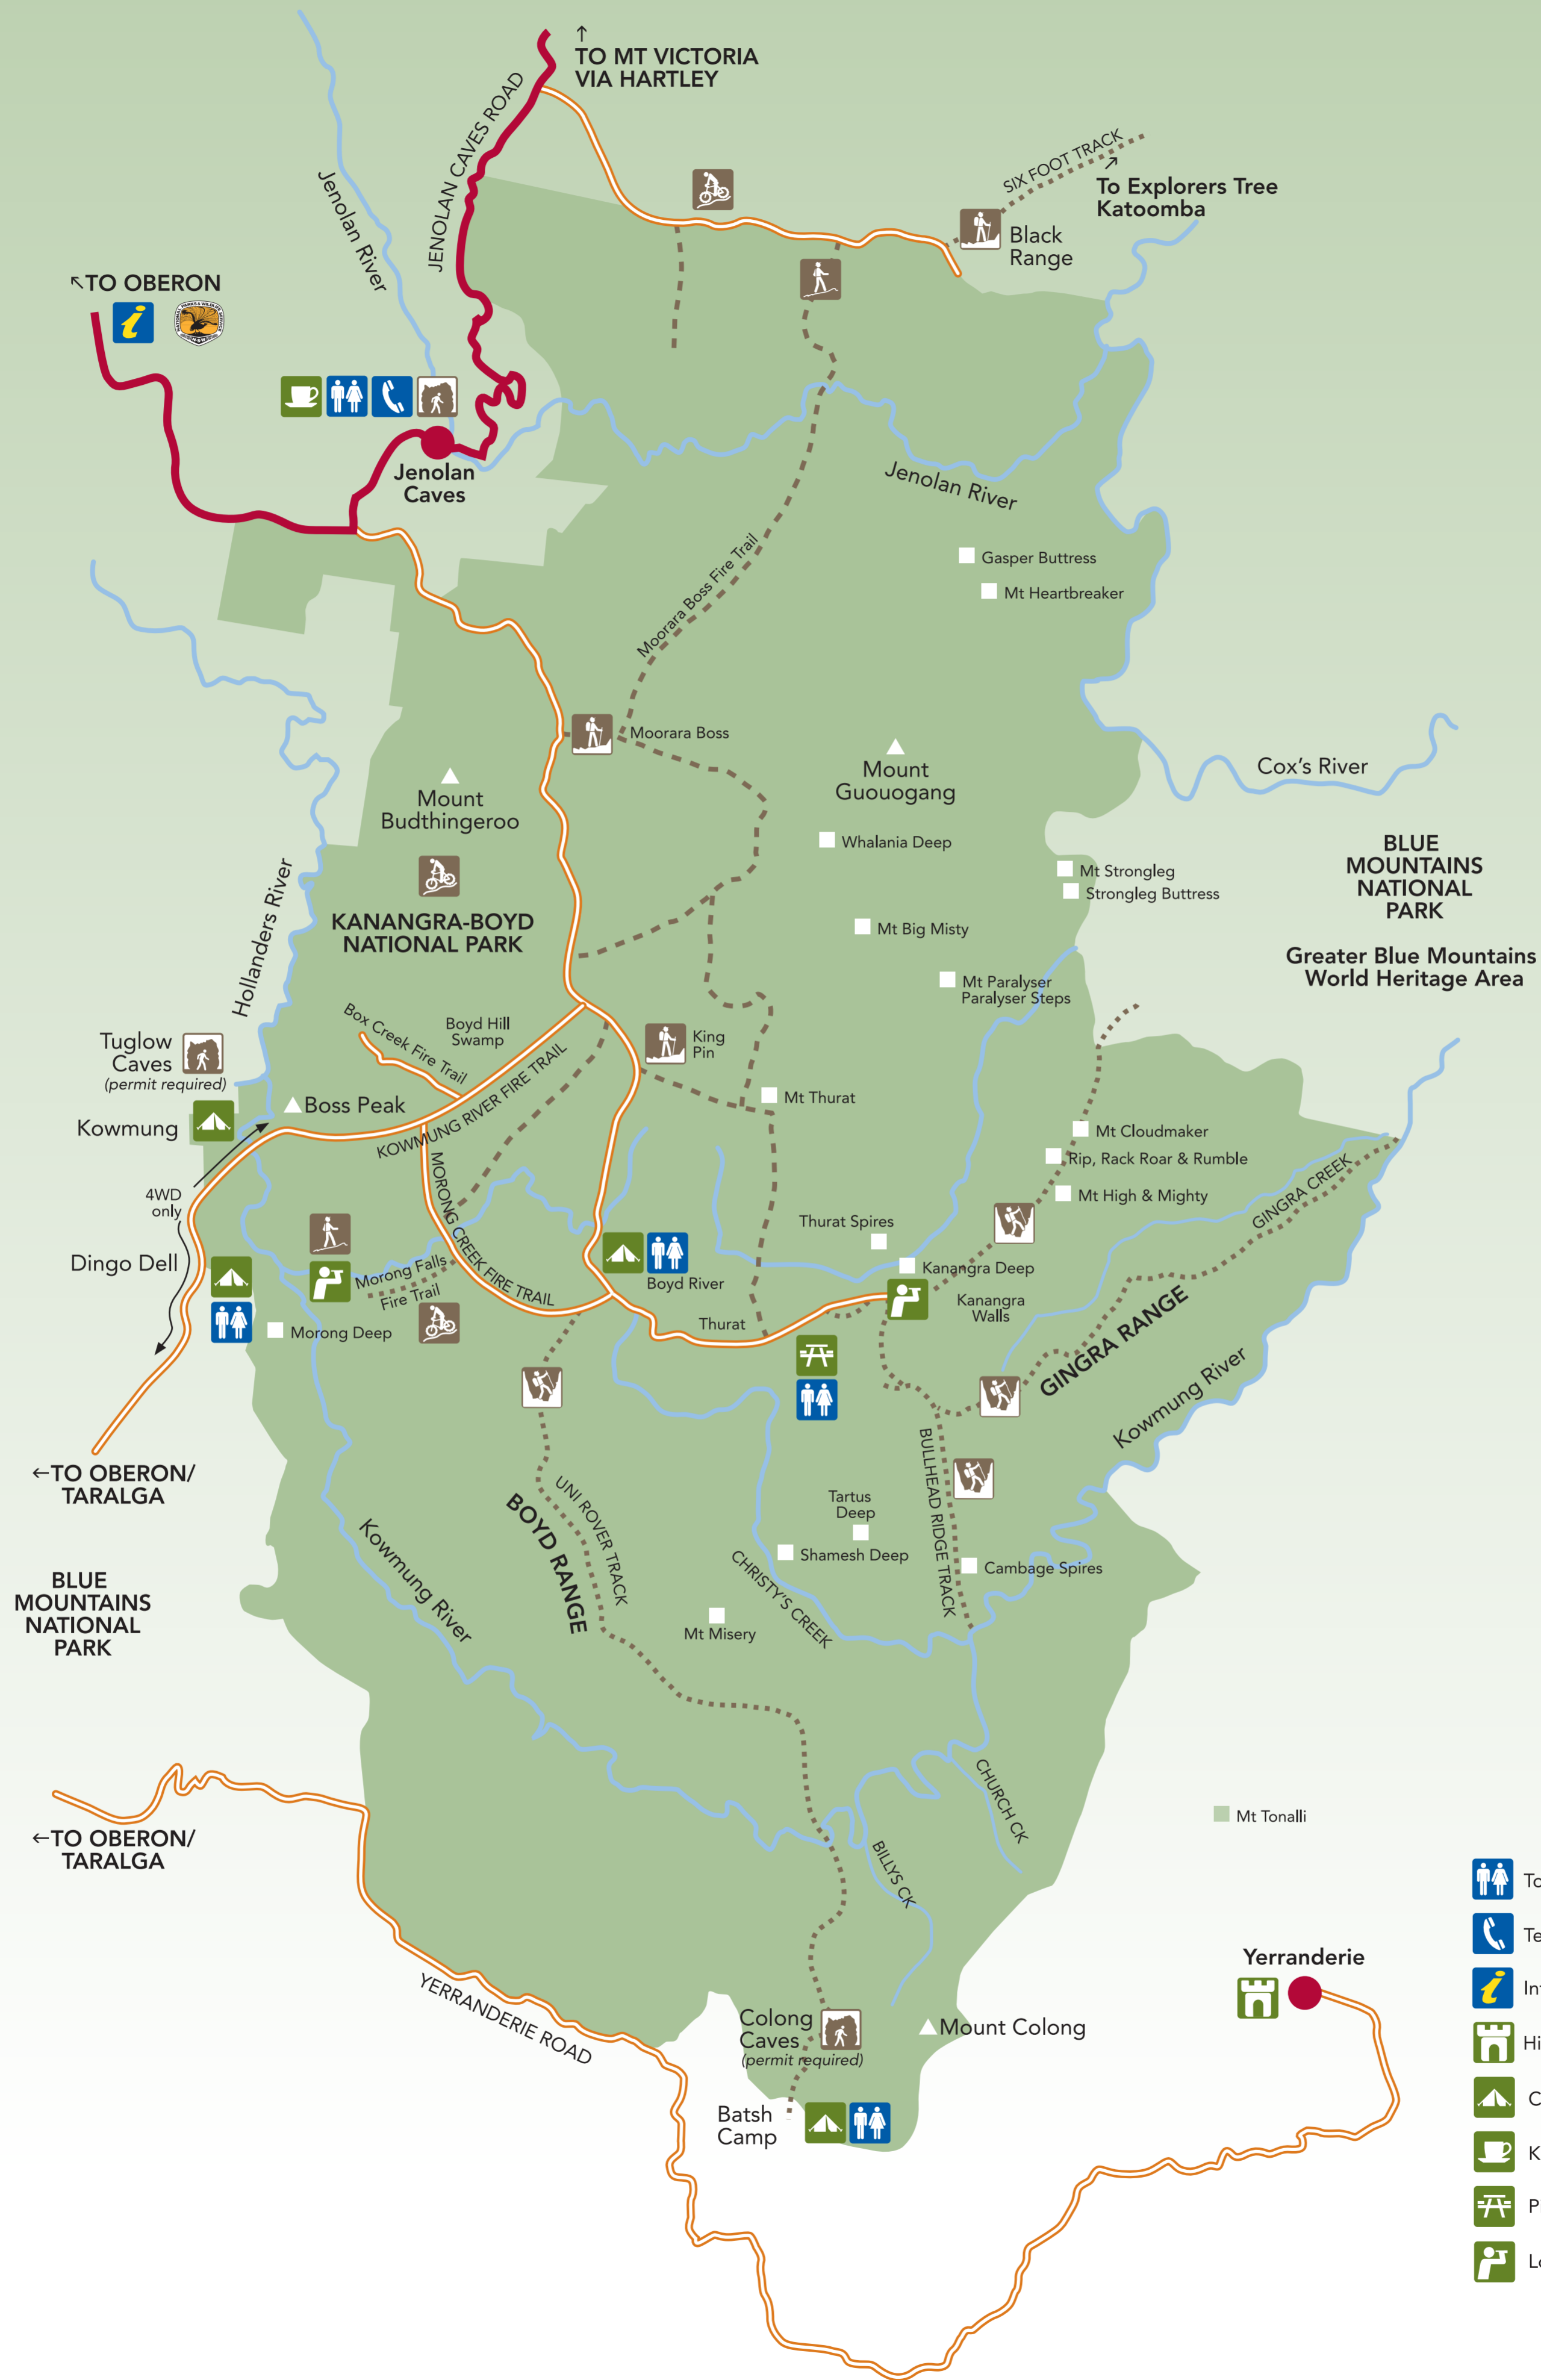 ↑
TO MT VICTORIA
VIA HARTLEY
JENOLAN CAVES ROAD
SIX FOOT TRACK
↗
To Explorers Tree
Katoomba
Black
Range
Jenolan River
↖TO OBERON
i
NATIONAL PARKS & WILDLIFE SERVICE
Jenolan
Caves
Jenolan River
Gasper Buttress
Mt Heartbreaker
Moorara Boss Fire Trail
Moorara Boss
Mount
Guouogang
Cox's River
Mount
Budthingeroo
Whalania Deep
BLUE
MOUNTAINS
NATIONAL
PARK
Mt Strongleg
Strongleg Buttress
KANANGRA-BOYD
NATIONAL PARK
Mt Big Misty
Greater Blue Mountains
World Heritage Area
Hollanders River
Mt Paralyser
Paralyser Steps
Box Creek Fire Trail
Boyd Hill
Swamp
King
Pin
Tuglow
Caves
(permit required)
Mt Thurat
Boss Peak
Kowmung
KOWMUNG RIVER FIRE TRAIL
Mt Cloudmaker
Rip, Rack Roar & Rumble
Mt High & Mighty
4WD
only
MORONG CREEK FIRE TRAIL
GINGRA CREEK
Thurat Spires
Dingo Dell
Morong Falls
Fire Trail
Boyd River
Kanangra Deep
Kanangra
Walls
Morong Deep
Thurat
GINGRA RANGE
Kowmung River
←TO OBERON/
TARALGA
BULLHEAD RIDGE TRACK
UNI ROVER TRACK
BOYD RANGE
Tartus
Deep
Shamesh Deep
Cambage Spires
Kowmung River
CHRISTY'S CREEK
BLUE
MOUNTAINS
NATIONAL
PARK
Mt Misery
CHURCH CK
Mt Tonalli
←TO OBERON/
TARALGA
BILLYS CK
To
Te
i
In
Yerranderie
YERRANDERIE ROAD
Colong
Caves
(permit required)
Mount Colong
Hi
C
Batsh
Camp
K
P
Lo